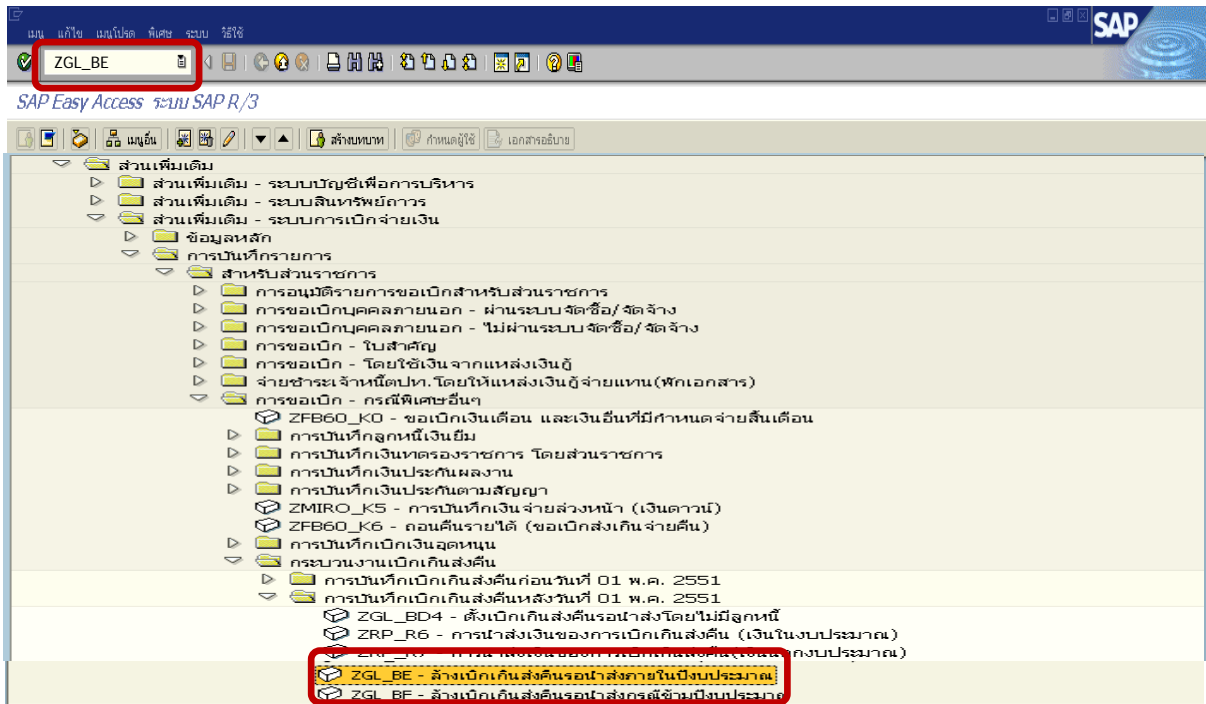 เมนู แก้ไข เมนูโปรด พิเศษ ระบบ วิธีใช้
SAP
ZGL_BE
SAP Easy Access ระบบ SAP R/3
เมนูอื่น สร้างบทบาท กำหนดผู้ใช้ เอกสารอธิบาย
ส่วนเพิ่มเติม
ส่วนเพิ่มเติม - ระบบบัญชีเพื่อการบริหาร
ส่วนเพิ่มเติม - ระบบสินทรัพย์ถาวร
ส่วนเพิ่มเติม - ระบบการเบิกจ่ายเงิน
ข้อมูลหลัก
การบันทึกรายการ
สำหรับส่วนราชการ
การอนุมัติรายการขอเบิกสำหรับส่วนราชการ
การขอเบิกบุคคลภายนอก - ผ่านระบบจัดซื้อ/จัดจ้าง
การขอเบิกบุคคลภายนอก - ไม่ผ่านระบบจัดซื้อ/จัดจ้าง
การขอเบิก - ใบสำคัญ
การขอเบิก - โดยใช้เงินจากแหล่งเงินกู้
จ่ายชำระเจ้าหนี้ตปท.โดยให้แหล่งเงินกู้จ่ายแทน(พักเอกสาร)
การขอเบิก - กรณีพิเศษอื่นๆ
ZFB60_K0 - ขอเบิกเงินเดือน และเงินอื่นที่มีกำหนดจ่ายสิ้นเดือน
การบันทึกลูกหนี้เงินยืม
การบันทึกเงินทดรองราชการ โดยส่วนราชการ
การบันทึกเงินประกันผลงาน
การบันทึกเงินประกันตามสัญญา
ZMIRO_K5 - การบันทึกเงินจ่ายล่วงหน้า (เงินดาวน์)
ZFB60_K6 - ถอนคืนรายได้ (ขอเบิกส่งเกินจ่ายคืน)
การบันทึกเบิกเงินอุดหนุน
กระบวนงานเบิกเกินส่งคืน
การบันทึกเบิกเกินส่งคืนก่อนวันที่ 01 พ.ค. 2551
การบันทึกเบิกเกินส่งคืนหลังวันที่ 01 พ.ค. 2551
ZGL_BD4 - ตั้งเบิกเกินส่งคืนรอนำส่งโดยไม่มีลูกหนี้
ZRP_R6 - การนำส่งเงินของการเบิกเกินส่งคืน (เงินในงบประมาณ)
การนำส่งเงินของการเบิกเกินส่งคืน(เงินนอกงบประมาณ)
ZGL_BE - ล้างเบิกเกินส่งคืนรอนำส่งภายในปีงบประมาณ
ZGL_BF - ล้างเบิกเกินส่งคืนรอนำส่งกรณีข้ามปีงบประมาณ